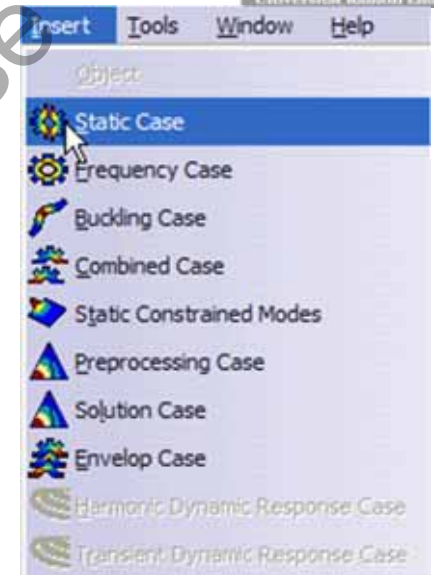 Insert Tools Window Help
Object
Static Case
Frequency Case
Buckling Case
Combined Case
Static Constrained Modes
Preprocessing Case
Solution Case
Envelop Case
Harmonic Dynamic Response Case
Transient Dynamic Response Case